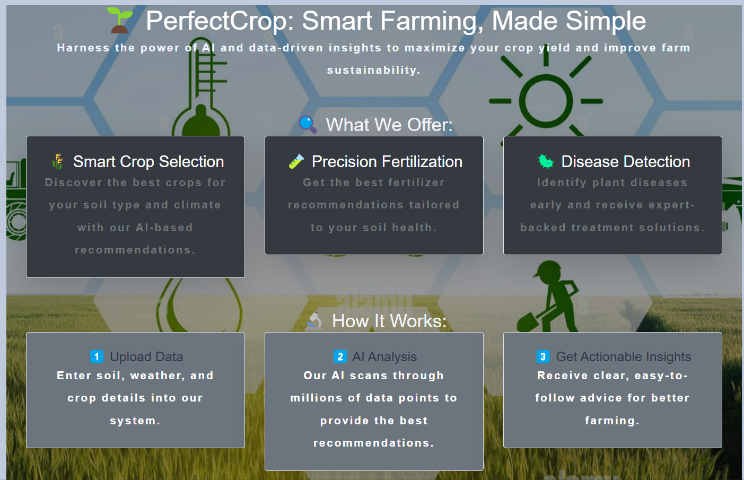 🌱 PerfectCrop: Smart Farming, Made Simple
Harness the power of AI and data-driven insights to maximize your crop yield and improve farm
sustainability.
🔍 What We Offer:
🌾 Smart Crop Selection
Discover the best crops for
your soil type and climate
with our AI-based
recommendations.
🧪 Precision Fertilization
Get the best fertilizer
recommendations tailored
to your soil health.
🦠 Disease Detection
Identify plant diseases
early and receive expert-
backed treatment solutions.
alamy
🔬 How It Works:
1 Upload Data
Enter soil, weather, and
crop details into our
system.
2 AI Analysis
Our AI scans through
millions of data points to
provide the best
recommendations.
3 Get Actionable Insights
Receive clear, easy-to-
follow advice for better
farming.
alamy